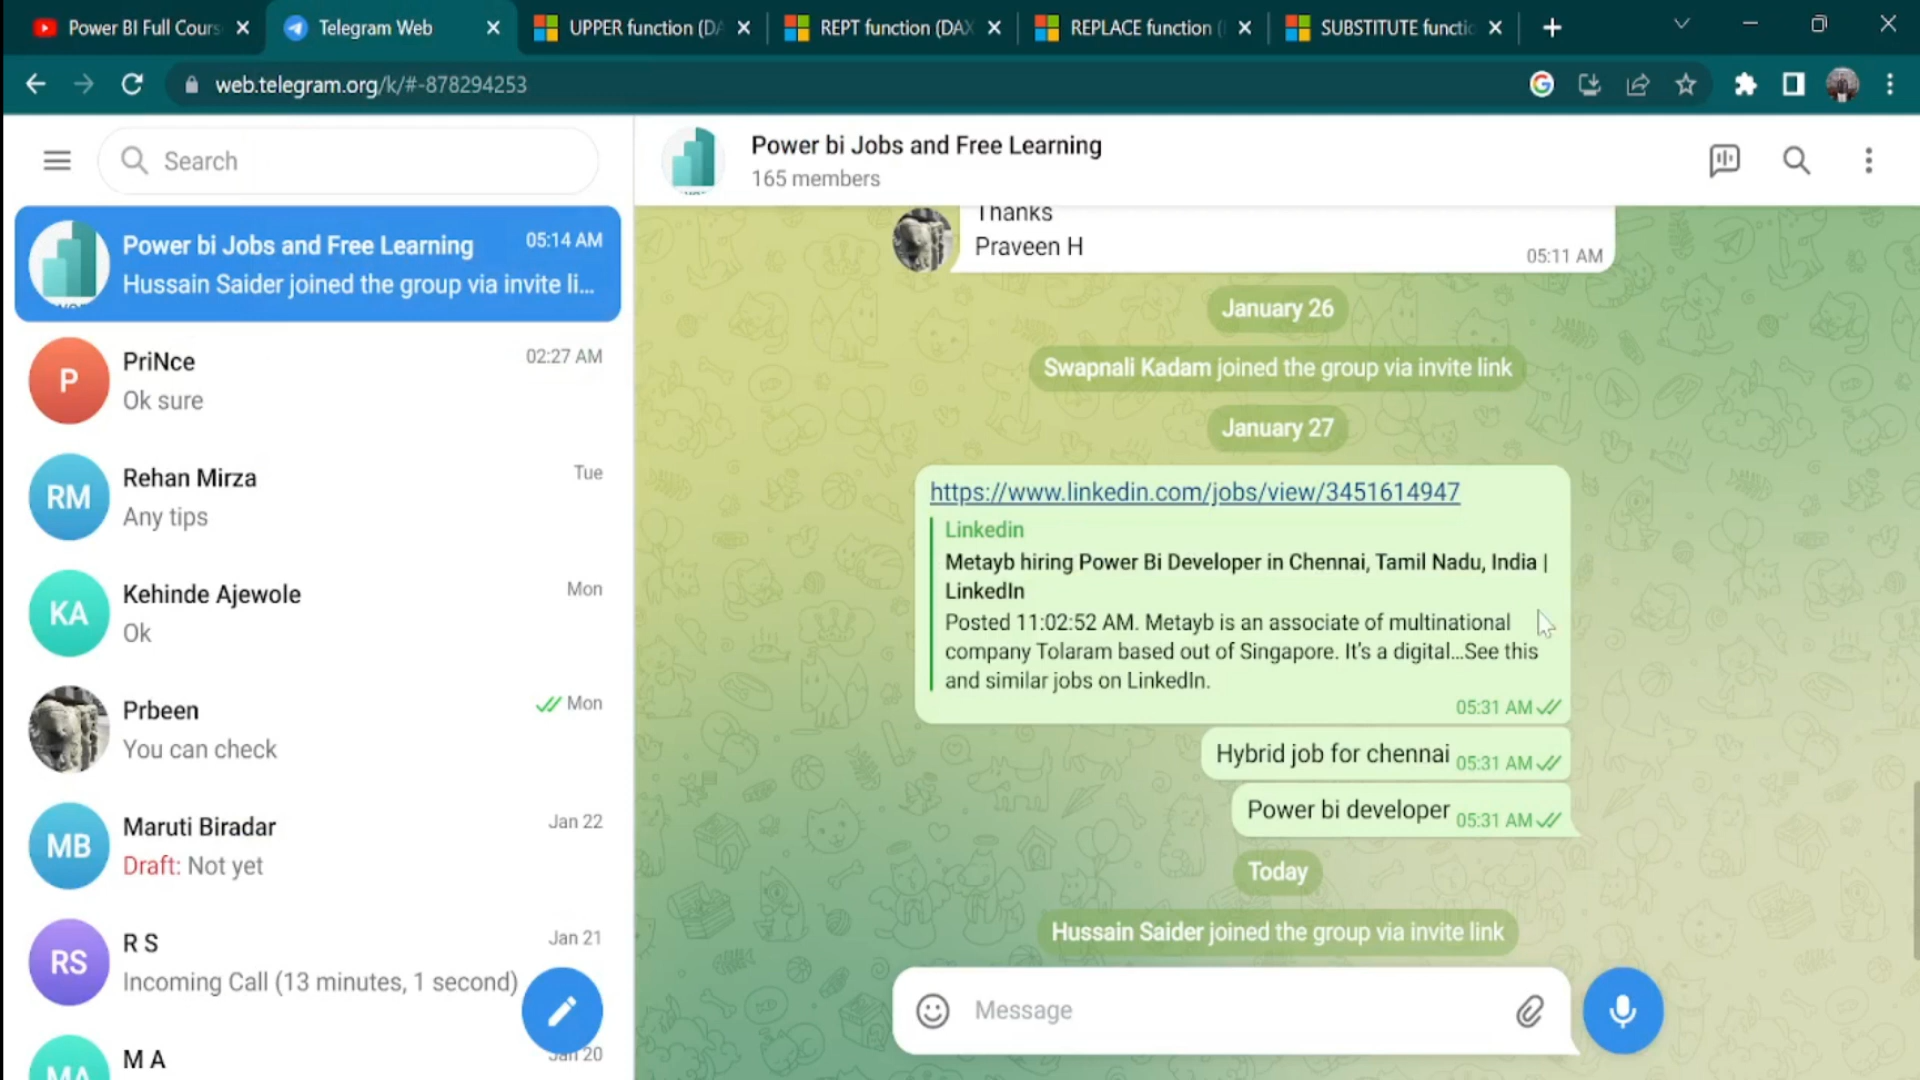 Power BI Full Cours
Telegram Web
UPPER function (DA
REPT function (DAX
REPLACE function (
SUBSTITUTE functio
web.telegram.org/k/#-878294253
Search
Power bi Jobs and Free Learning
165 members
Power bi Jobs and Free Learning 05:14 AM
Hussain Saider joined the group via invite li...
P
PriNce 02:27 AM
Ok sure
RM
Rehan Mirza Tue
Any tips
KA
Kehinde Ajewole Mon
Ok
Prbeen Mon
You can check
MB
Maruti Biradar Jan 22
Draft: Not yet
RS
R S Jan 21
Incoming Call (13 minutes, 1 second)
MA
M A Jan 20
Thanks
Praveen H
05:11 AM
January 26
Swapnali Kadam joined the group via invite link
January 27
https://www.linkedin.com/jobs/view/3451614947
Linkedin
Metayb hiring Power Bi Developer in Chennai, Tamil Nadu, India |
LinkedIn
Posted 11:02:52 AM. Metayb is an associate of multinational
company Tolaram based out of Singapore. It's a digital...See this
and similar jobs on LinkedIn.
05:31 AM
Hybrid job for chennai 05:31 AM
Power bi developer 05:31 AM
Today
Hussain Saider joined the group via invite link
Message